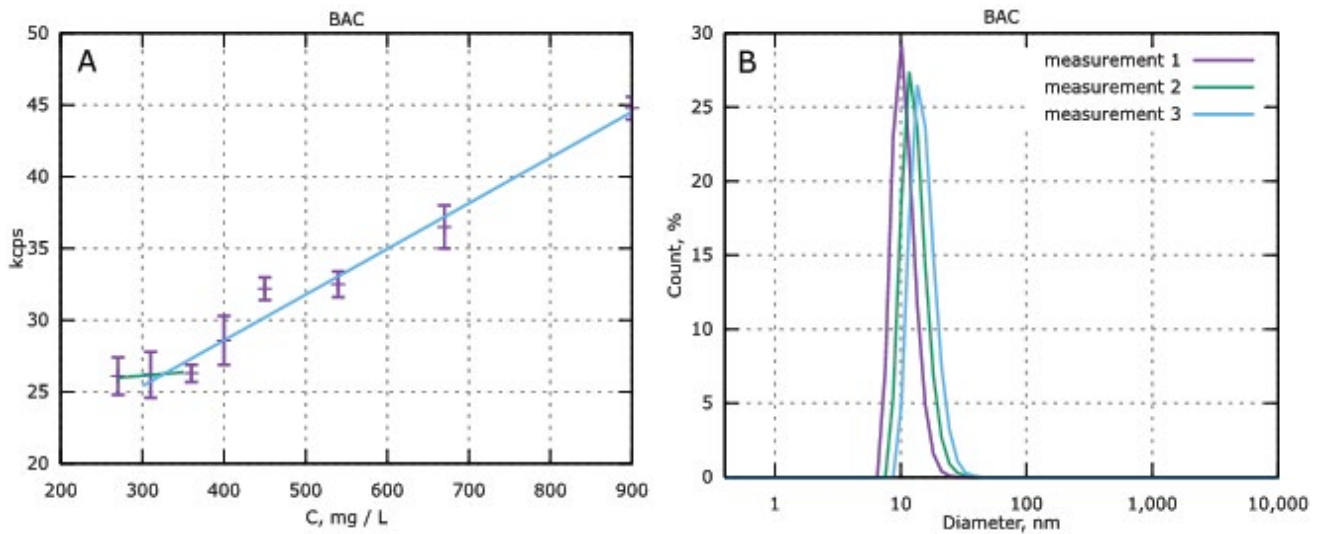 BAC
A
50
45
40
35
30
25
20
kcps
200 300 400 500 600 700 800 900
C, mg / L
BAC
B
measurement 1
measurement 2
measurement 3
30
25
20
15
10
5
0
Count, %
1 10 100 1,000 10,000
Diameter, nm